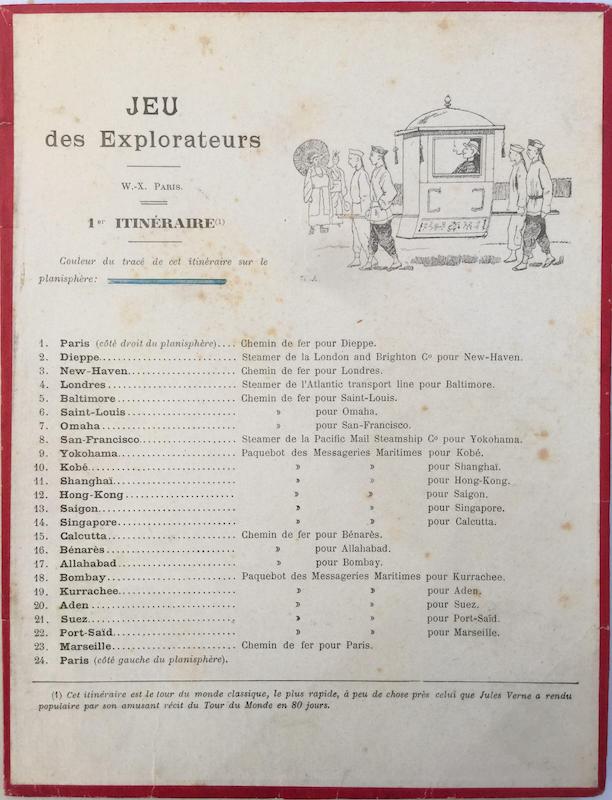 JEU
des Explorateurs
W.-X. Paris.
1er ITINÉRAIRE(1)
Couleur du tracé de cet itinéraire sur le
planisphère:
1. Paris (côté droit du planisphère).... Chemin de fer pour Dieppe.
2. Dieppe........................... Steamer de la London and Brighton Co pour New-Haven.
3. New-Haven..................... Chemin de fer pour Londres.
4. Londres......................... Steamer de l'Atlantic transport line pour Baltimore.
5. Baltimore....................... Chemin de fer pour Saint-Louis.
6. Saint-Louis..................... » pour Omaha.
7. Omaha........................... » pour San-Francisco.
8. San-Francisco.................. Steamer de la Pacific Mail Steamship Co pour Yokohama.
9. Yokohama...................... Paquebot des Messageries Maritimes pour Kobé.
10. Kobé............................. » » pour Shanghaï.
11. Shanghaï........................ » » pour Hong-Kong.
12. Hong-Kong..................... » » pour Saigon.
13. Saigon........................... » » pour Singapore.
14. Singapore....................... » » pour Calcutta.
15. Calcutta......................... Chemin de fer pour Bénarès.
16. Bénarès.......................... » pour Allahabad.
17. Allahabad....................... » pour Bombay.
18. Bombay.......................... Paquebot des Messageries Maritimes pour Kurrachee.
19. Kurrachee....................... » » pour Aden.
20. Aden............................. » » pour Suez.
21. Suez.............................. » » pour Port-Saïd.
22. Port-Saïd........................ » » pour Marseille.
23. Marseille........................ Chemin de fer pour Paris.
24. Paris (côté gauche du planisphère).
(1) Cet itinéraire est le tour du monde classique, le plus rapide, à peu de chose près celui que Jules Verne a rendu
populaire par son amusant récit du Tour du Monde en 80 jours.